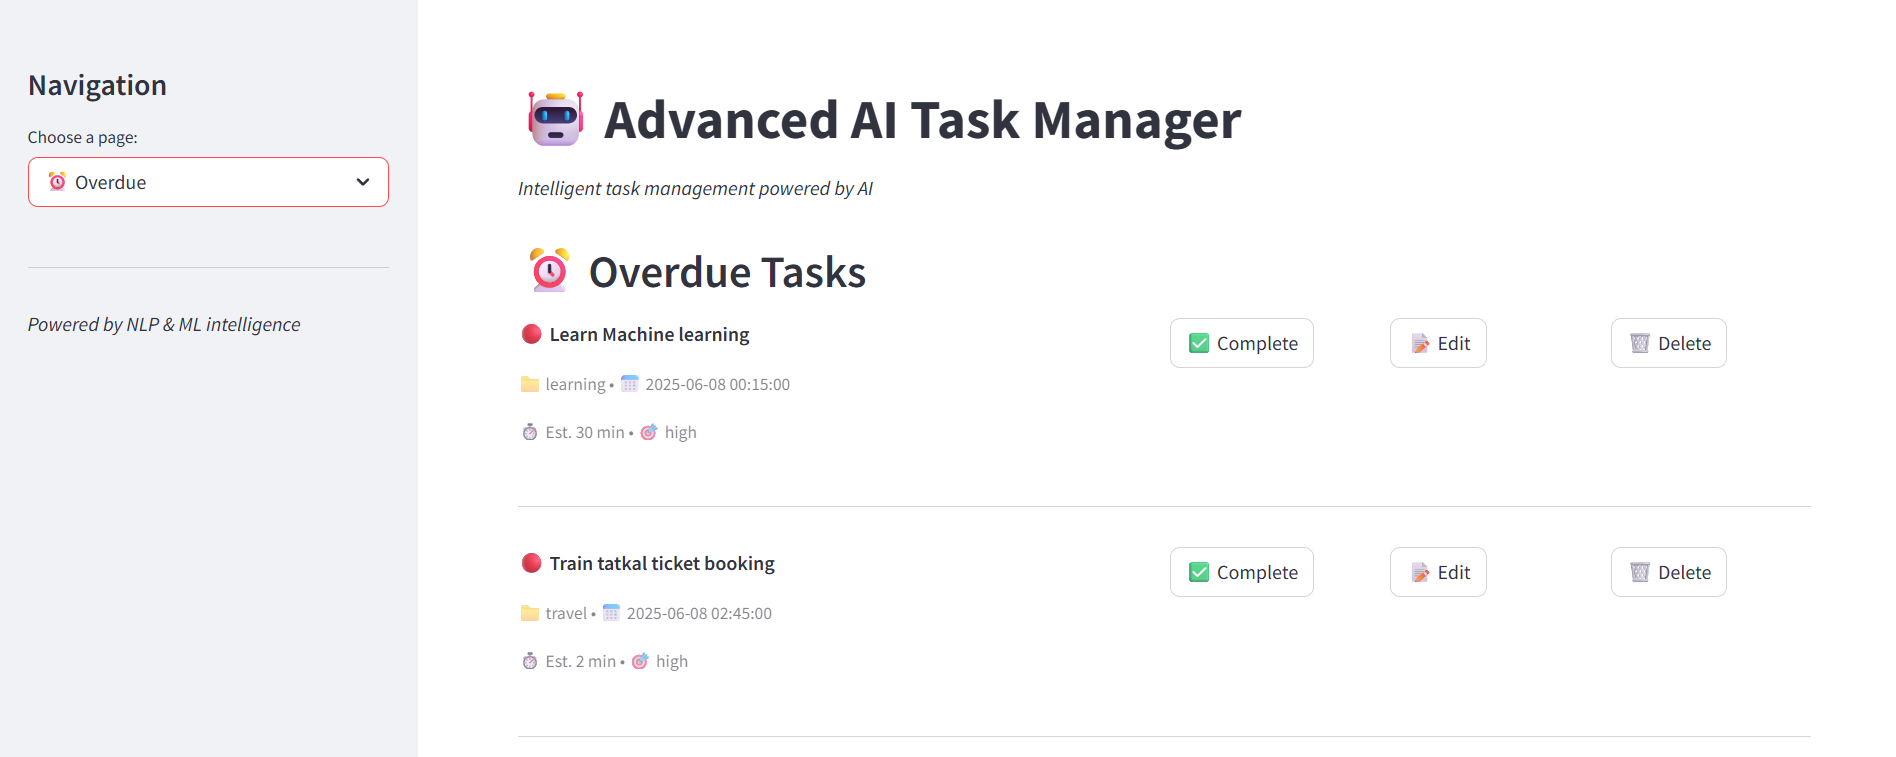 Navigation
Choose a page:
Overdue
Powered by NLP & ML intelligence
Advanced AI Task Manager
Intelligent task management powered by AI
Overdue Tasks
Learn Machine learning
Complete
Edit
Delete
learning • 2025-06-08 00:15:00
Est. 30 min • high
Train tatkal ticket booking
Complete
Edit
Delete
travel • 2025-06-08 02:45:00
Est. 2 min • high